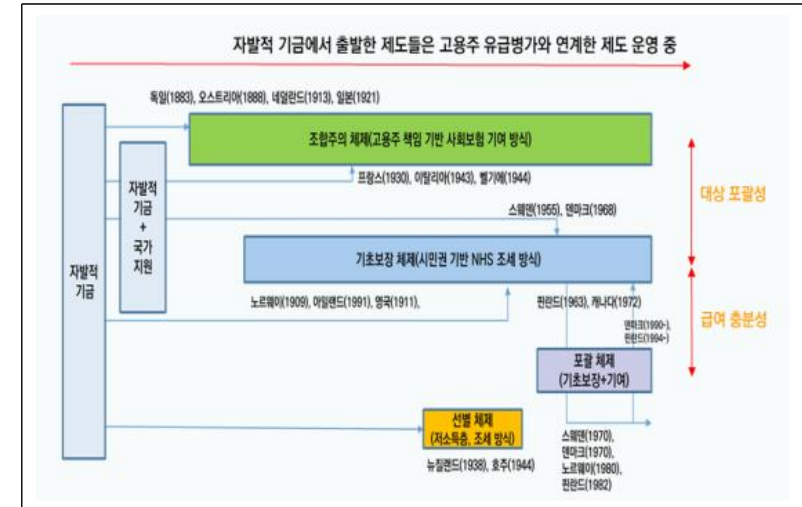 자발적 기금에서 출발한 제도들은 고용주 유급병가와 연계한 제도 운영 중
독일(1883), 오스트리아(1888), 네덜란드(1913), 일본(1921)
조합주의 체제(고용주 책임 기반 사회보험 기여 방식)
프랑스(1930), 이탈리아(1943), 벨기에(1944)
자발적
기금
+
국가
지원
대상 포괄성
스웨덴(1955), 덴마크(1968)
기초보장 체제(시민권 기반 NHS 조세 방식)
자발적
기금
노르웨이(1909), 아일랜드(1991), 영국(1911),
핀란드(1963), 캐나다(1972)
급여 충분성
덴마크(1990~),
핀란드(1994~)
포괄 체제
(기초보장+기여)
선별 체제
(저소득층, 조세 방식)
뉴질랜드(1938), 호주(1944)
스웨덴(1970),
덴마크(1970),
노르웨이(1980),
핀란드(1982)